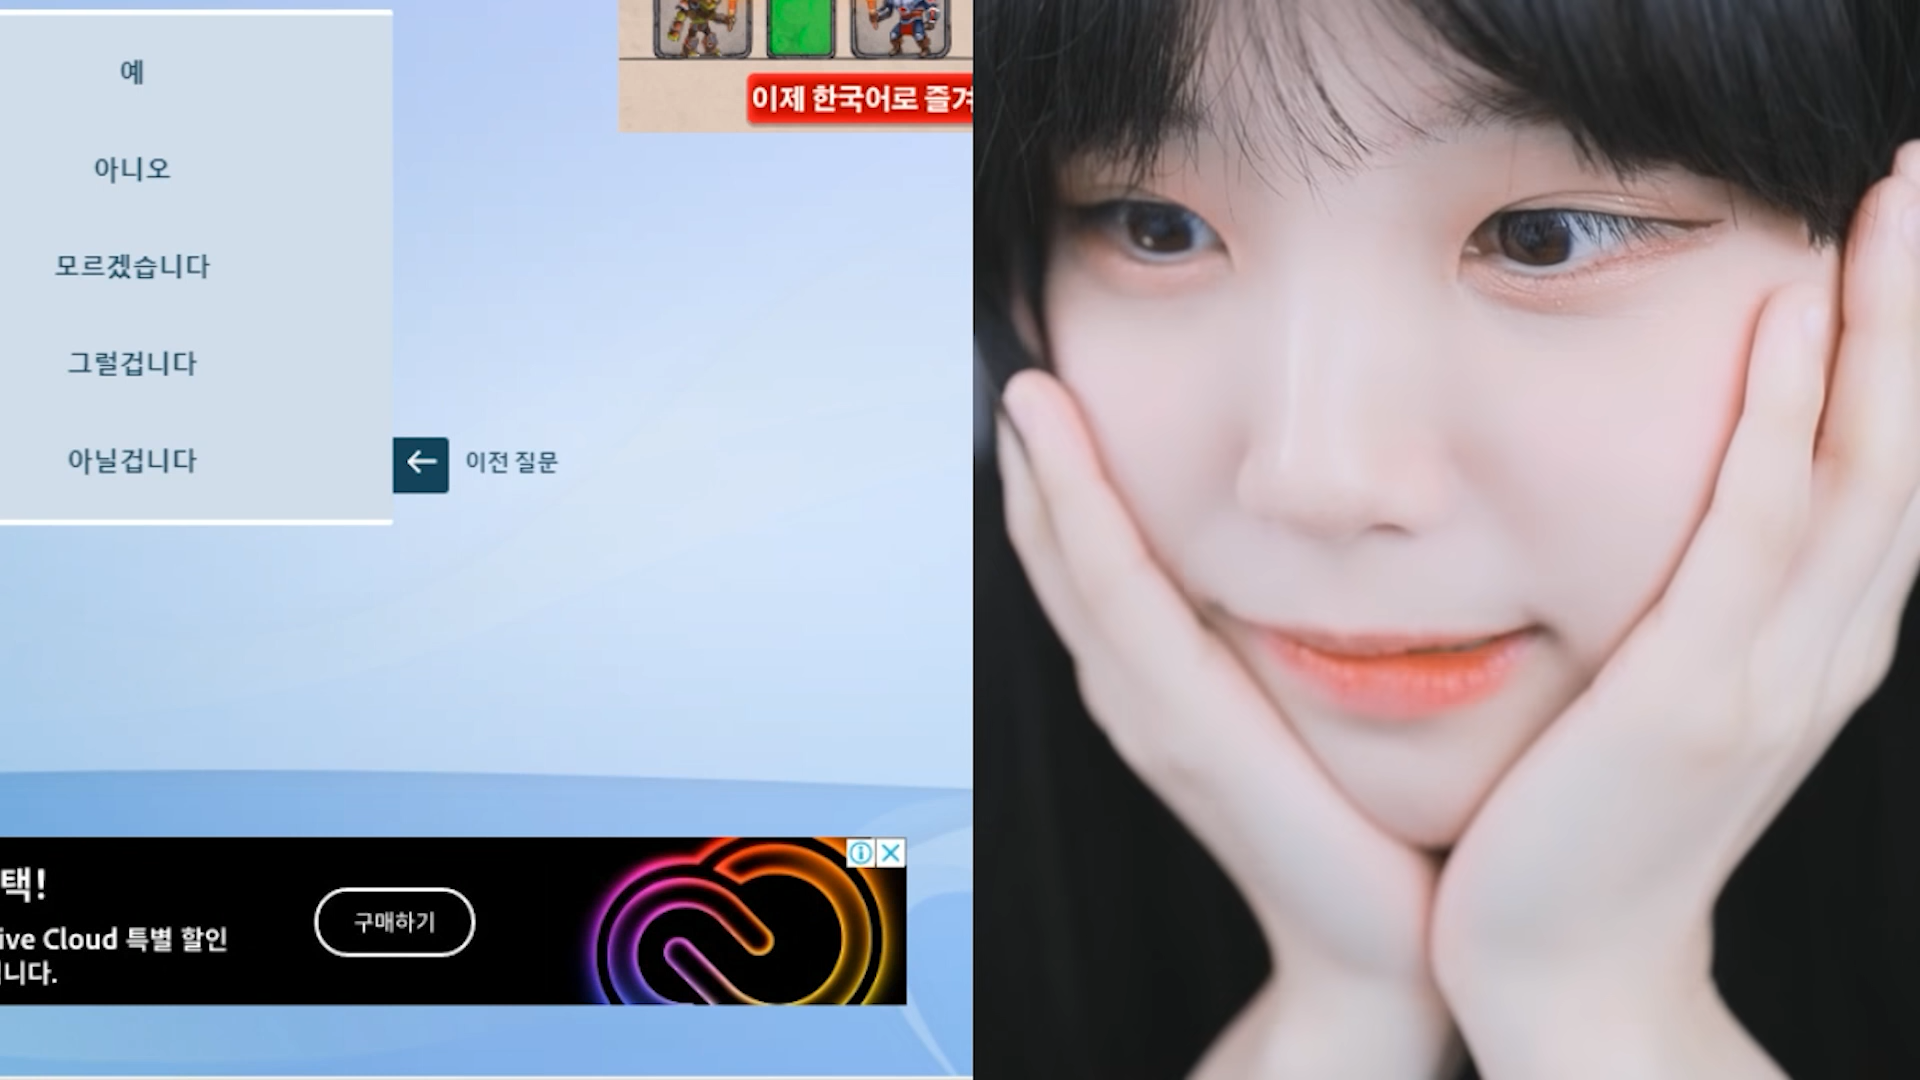 이제 한국어로 즐겨
예
아니오
모르겠습니다
그럴겁니다
아닐겁니다
이전 질문
택!
구매하기
ive Cloud 특별 할인
니다.